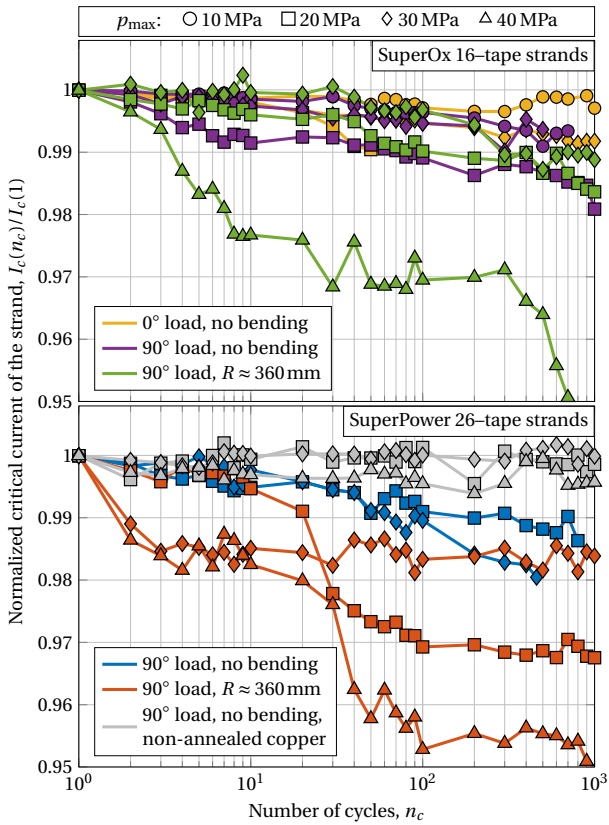 p_max: 10 MPa 20 MPa 30 MPa 40 MPa
SuperOx 16–tape strands
1
0.99
0.98
0.97
0.96
0.95
0° load, no bending
90° load, no bending
90° load, R ≈ 360 mm
Normalized critical current of the strand, I_c(n_c)/I_c(1)
SuperPower 26–tape strands
1
0.99
0.98
0.97
0.96
0.95
90° load, no bending
90° load, R ≈ 360 mm
90° load, no bending,
non-annealed copper
10^0 10^1 10^2 10^3
Number of cycles, n_c